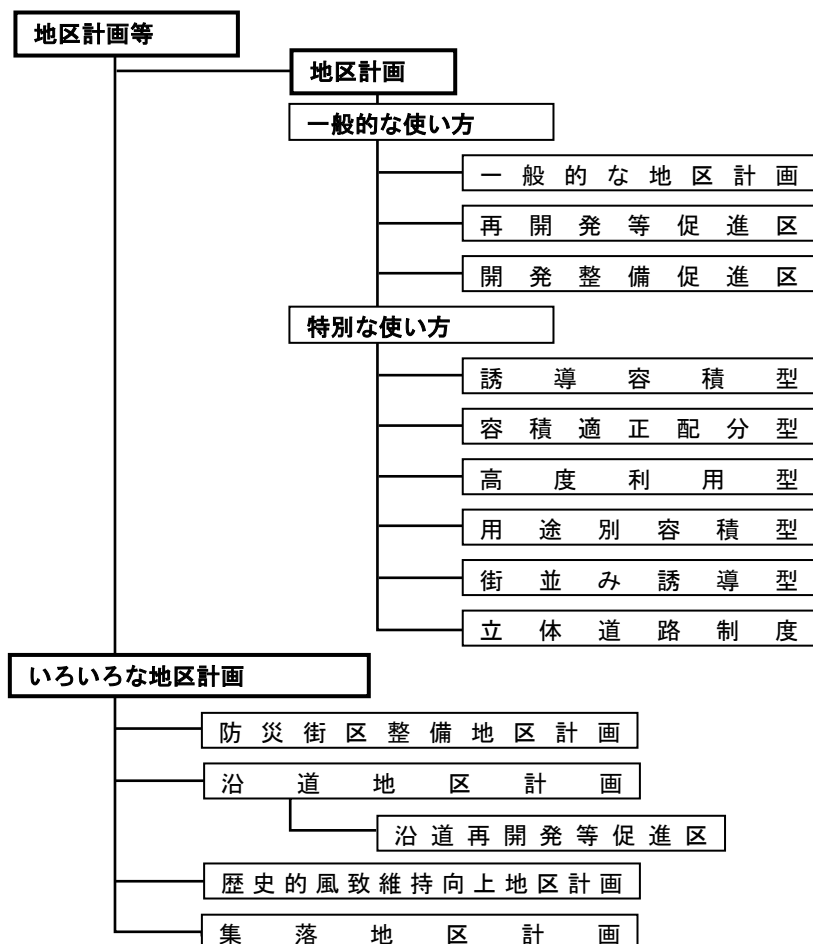 地区計画等
地区計画
一般的な使い方
一般的な地区計画
再開発等促進区
開発整備促進区
特別な使い方
誘導容積型
容積適正配分型
高度利用型
用途別容積型
街並み誘導型
立体道路制度
いろいろな地区計画
防災街区整備地区計画
沿道地区計画
沿道再開発等促進区
歴史的風致維持向上地区計画
集落地区計画